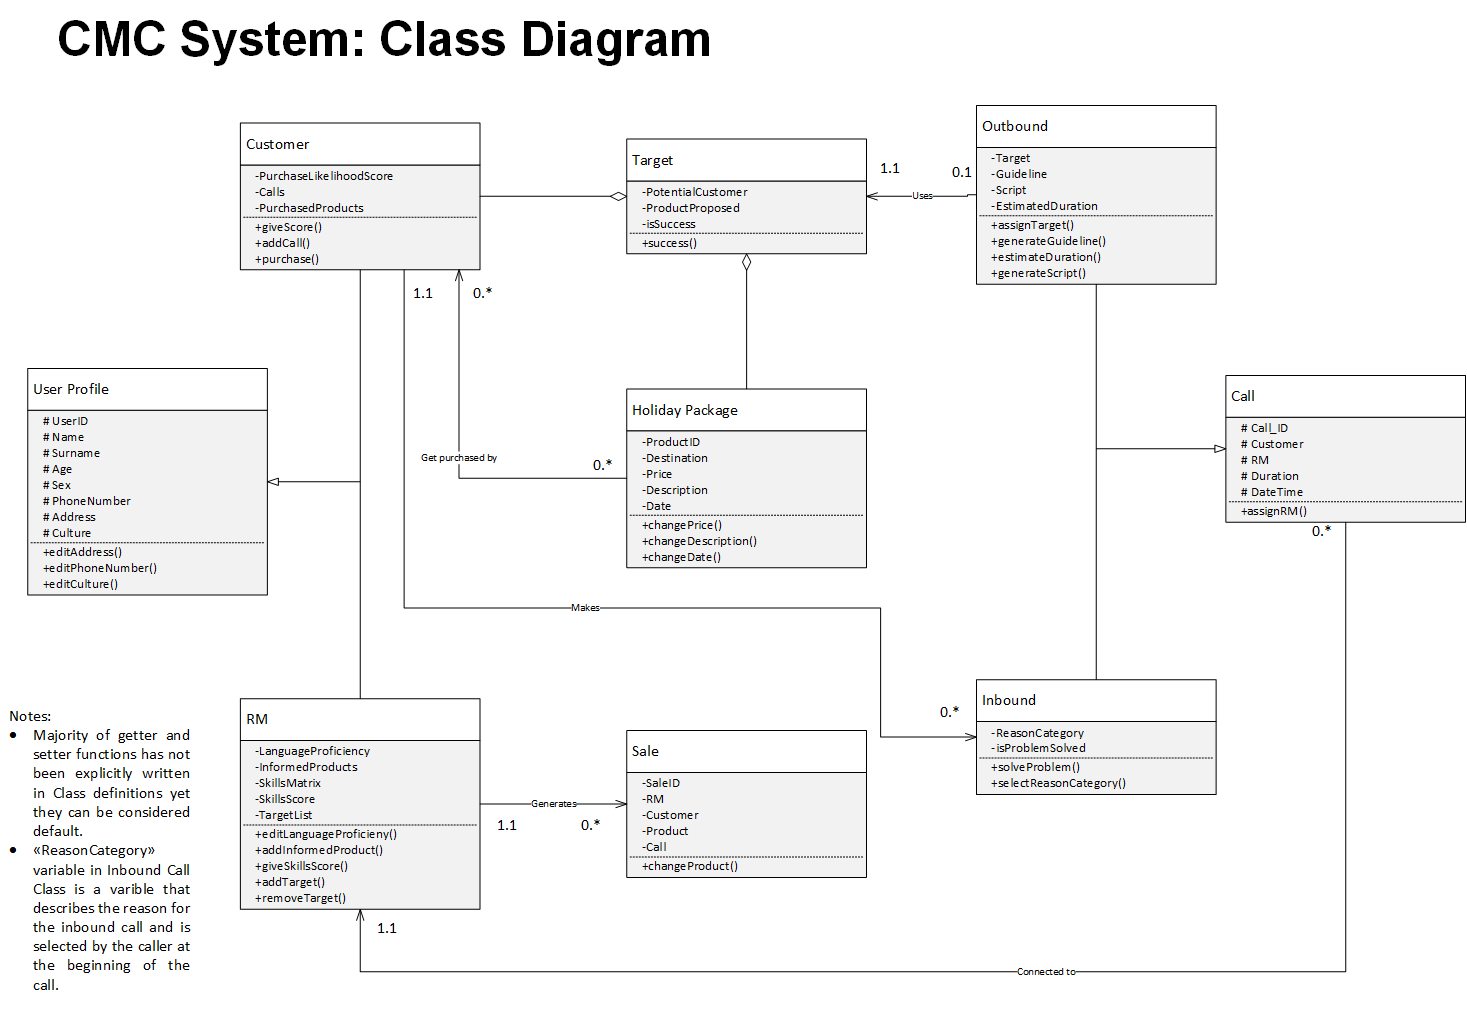 CMC System: Class Diagram
Customer
-PurchaseLikelihoodScore
-Calls
-PurchasedProducts
+giveScore()
+addCall()
+purchase()
Target
-PotentialCustomer
-ProductProposed
-isSuccess
+success()
1.1
0.1
Uses
Outbound
-Target
-Guideline
-Script
-EstimatedDuration
+assignTarget()
+generateGuideline()
+estimateDuration()
+generateScript()
1.1
0.*
User Profile
# UserID
# Name
# Surname
# Age
# Sex
# PhoneNumber
# Address
# Culture
+editAddress()
+editPhoneNumber()
+editCulture()
Get purchased by
0.*
Holiday Package
-ProductID
-Destination
-Price
-Description
-Date
+changePrice()
+changeDescription()
+changeDate()
Call
# Call_ID
# Customer
# RM
# Duration
# DateTime
+assignRM()
0.*
Makes
0.*
Inbound
-ReasonCategory
-isProblemSolved
+solveProblem()
+selectReasonCategory()
Notes:
• Majority of getter and
setter functions has not
been explicitly written
in Class definitions yet
they can be considered
default.
• «ReasonCategory»
variable in Inbound Call
Class is a varible that
describes the reason for
the inbound call and is
selected by the caller at
the beginning of the
call.
RM
-LanguageProficiency
-InformedProducts
-SkillsMatrix
-SkillsScore
-TargetList
+editLanguageProficieny()
+addInformedProduct()
+giveSkillsScore()
+addTarget()
+removeTarget()
Generates
1.1
0.*
Sale
-SaleID
-RM
-Customer
-Product
-Call
+changeProduct()
1.1
Connected to